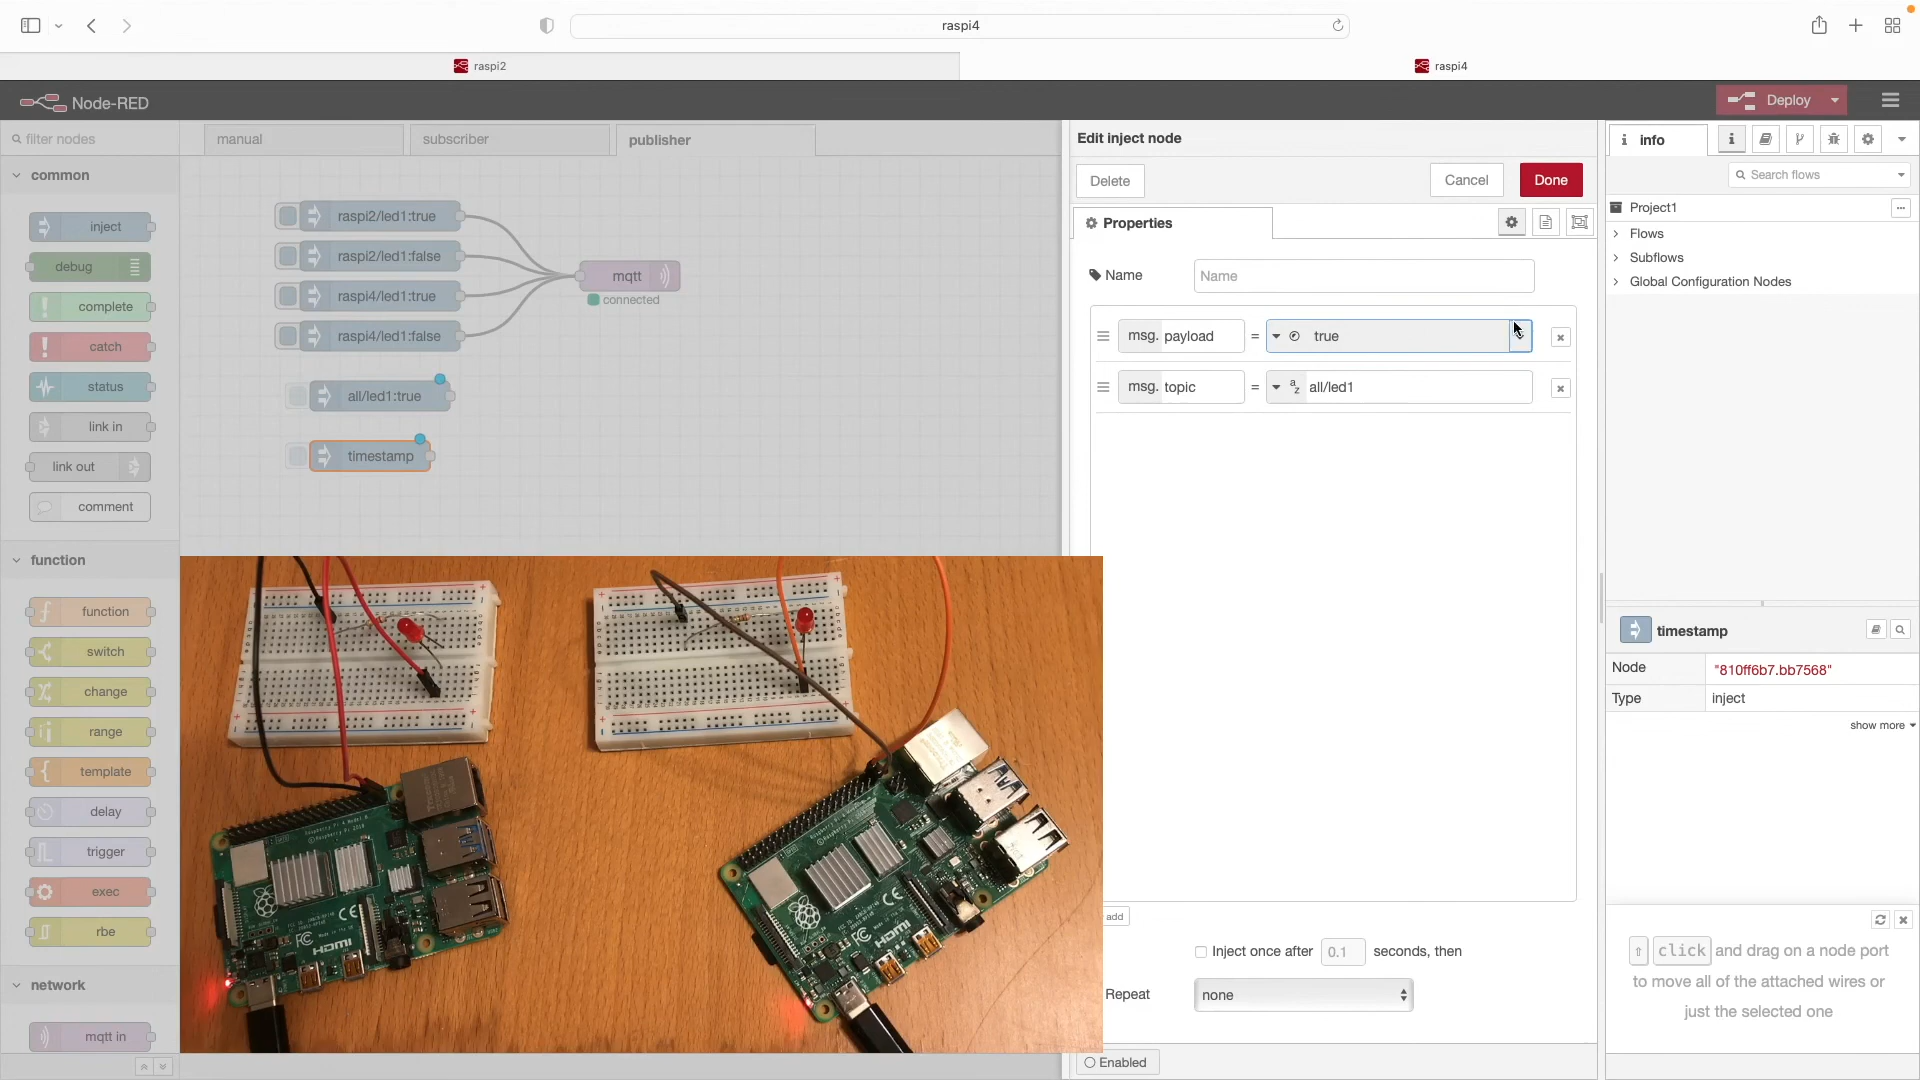 raspi4
raspi2
raspi4
Node-RED
Deploy
filter nodes
manual
subscriber
publisher
Edit inject node
info
common
Delete
Cancel
Done
Search flows
inject
debug
complete
catch
status
link in
link out
comment
function
function
switch
change
range
template
delay
trigger
exec
rbe
network
mqtt in
raspi2/led1:true
raspi2/led1:false
raspi4/led1:true
raspi4/led1:false
all/led1:true
timestamp
mqtt
connected
Properties
Name
Name
msg. payload = true
msg. topic = all/led1
add
Inject once after 0.1 seconds, then
Repeat none
Enabled
Project1
Flows
Subflows
Global Configuration Nodes
timestamp
Node "810ff6b7.bb7568"
Type inject
show more
click and drag on a node port
to move all of the attached wires or
just the selected one
Raspberry Pi 4 Model B
HDMI
HDMI